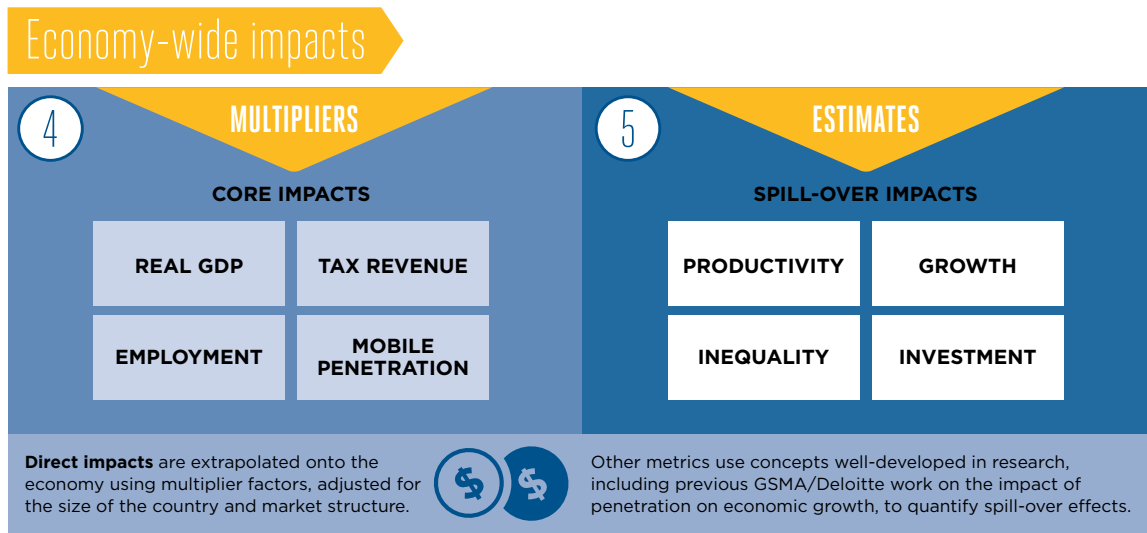 Economy-wide impacts
4
MULTIPLIERS
CORE IMPACTS
REAL GDP
TAX REVENUE
EMPLOYMENT
MOBILE
PENETRATION
Direct impacts are extrapolated onto the
economy using multiplier factors, adjusted for
the size of the country and market structure.
$ $
5
ESTIMATES
SPILL-OVER IMPACTS
PRODUCTIVITY
GROWTH
INEQUALITY
INVESTMENT
Other metrics use concepts well-developed in research,
including previous GSMA/Deloitte work on the impact of
penetration on economic growth, to quantify spill-over effects.